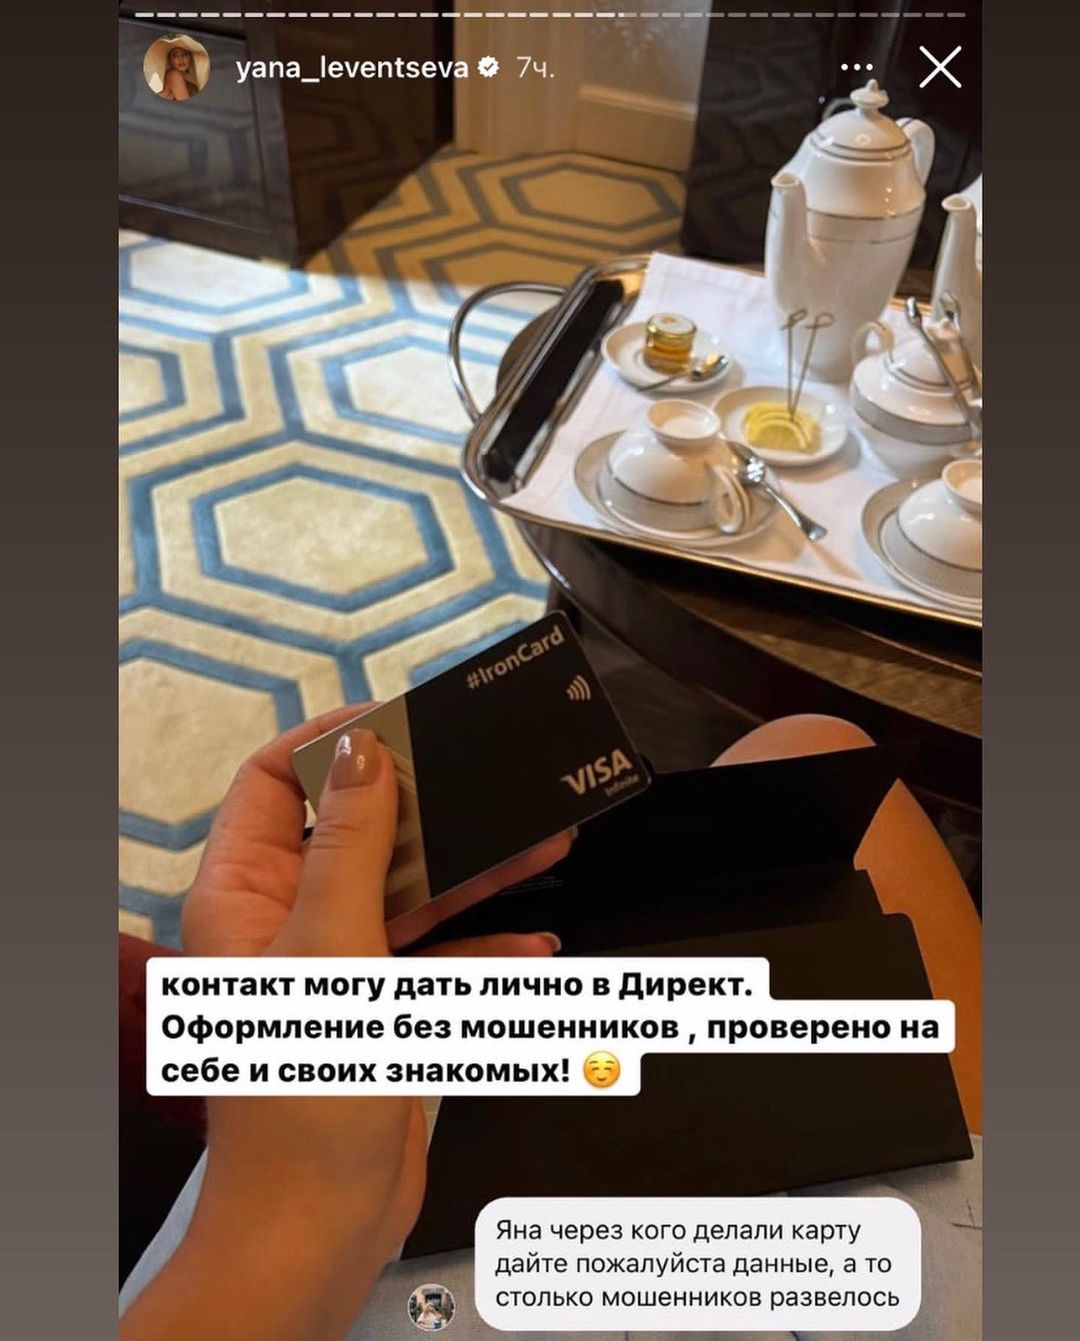 yana_leventseva 7ч.
#IronCard
VISA
Infinite
контакт могу дать лично в Директ.
Оформление без мошенников , проверено на
себе и своих знакомых! ☺️
Яна через кого делали карту
дайте пожалуйста данные, а то
столько мошенников развелось